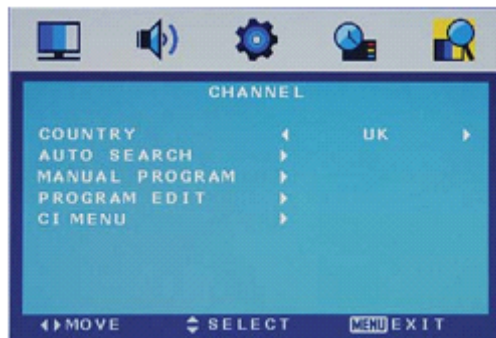 CHANNEL
COUNTRY UK
AUTO SEARCH
MANUAL PROGRAM
PROGRAM EDIT
CI MENU
MOVE SELECT MENU EXIT